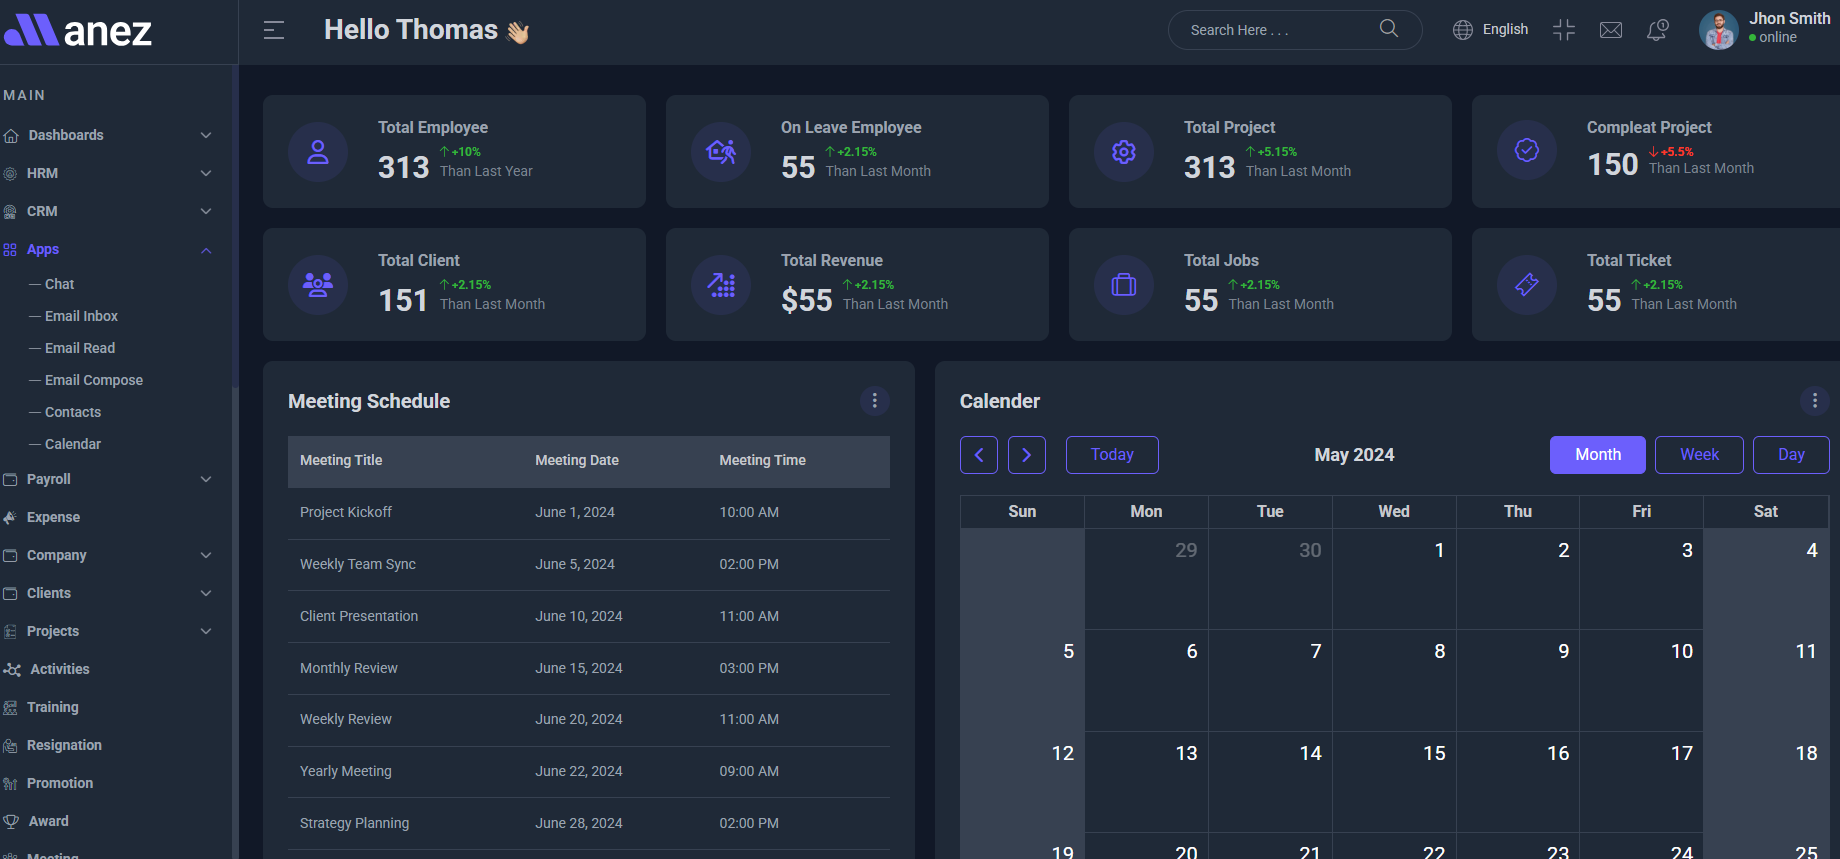 anez
Hello Thomas
Search Here . . .
English
1
Jhon Smith
online
MAIN
Dashboards
HRM
CRM
Apps
— Chat
— Email Inbox
— Email Read
— Email Compose
— Contacts
— Calendar
Payroll
Expense
Company
Clients
Projects
Activities
Training
Resignation
Promotion
Award
Meeting
Total Employee
313 +10%
Than Last Year
On Leave Employee
55 +2.15%
Than Last Month
Total Project
313 +5.15%
Than Last Month
Compleat Project
150 +5.5%
Than Last Month
Total Client
151 +2.15%
Than Last Month
Total Revenue
$55 +2.15%
Than Last Month
Total Jobs
55 +2.15%
Than Last Month
Total Ticket
55 +2.15%
Than Last Month
Meeting Schedule
Meeting Title Meeting Date Meeting Time
Project Kickoff June 1, 2024 10:00 AM
Weekly Team Sync June 5, 2024 02:00 PM
Client Presentation June 10, 2024 11:00 AM
Monthly Review June 15, 2024 03:00 PM
Weekly Review June 20, 2024 11:00 AM
Yearly Meeting June 22, 2024 09:00 AM
Strategy Planning June 28, 2024 02:00 PM
Calender
Today May 2024 Month Week Day
Sun Mon Tue Wed Thu Fri Sat
29 30 1 2 3 4
5 6 7 8 9 10 11
12 13 14 15 16 17 18
19 20 21 22 23 24 25